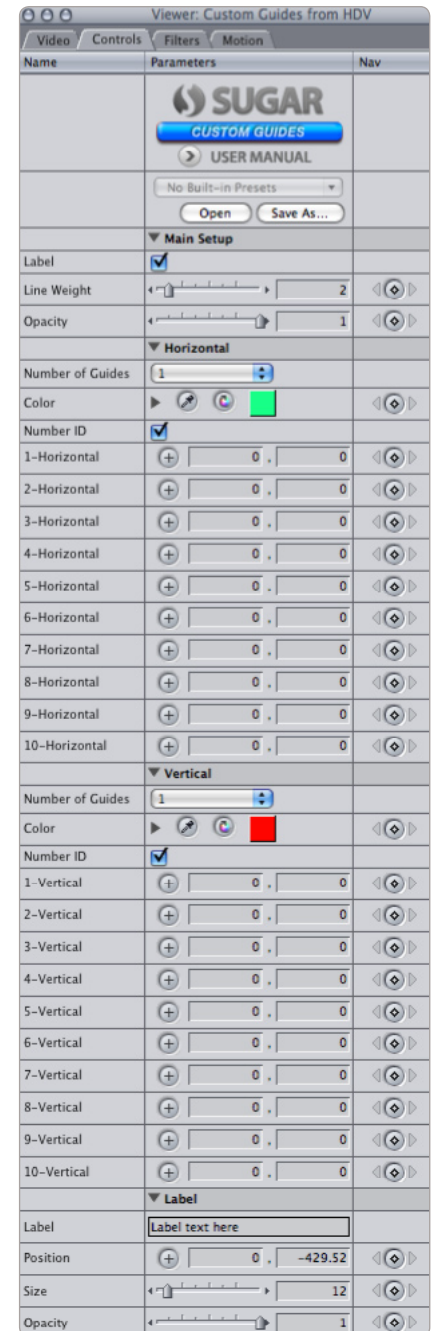 Viewer: Custom Guides from HDV
Video Controls Filters Motion
Name Parameters Nav
SUGAR
CUSTOM GUIDES
USER MANUAL
No Built-in Presets
Open Save As...
Main Setup
Label
Line Weight 2
Opacity 1
Horizontal
Number of Guides 1
Color
Number ID
1-Horizontal 0 , 0
2-Horizontal 0 , 0
3-Horizontal 0 , 0
4-Horizontal 0 , 0
5-Horizontal 0 , 0
6-Horizontal 0 , 0
7-Horizontal 0 , 0
8-Horizontal 0 , 0
9-Horizontal 0 , 0
10-Horizontal 0 , 0
Vertical
Number of Guides 1
Color
Number ID
1-Vertical 0 , 0
2-Vertical 0 , 0
3-Vertical 0 , 0
4-Vertical 0 , 0
5-Vertical 0 , 0
6-Vertical 0 , 0
7-Vertical 0 , 0
8-Vertical 0 , 0
9-Vertical 0 , 0
10-Vertical 0 , 0
Label
Label Label text here
Position 0 , -429.52
Size 12
Opacity 1